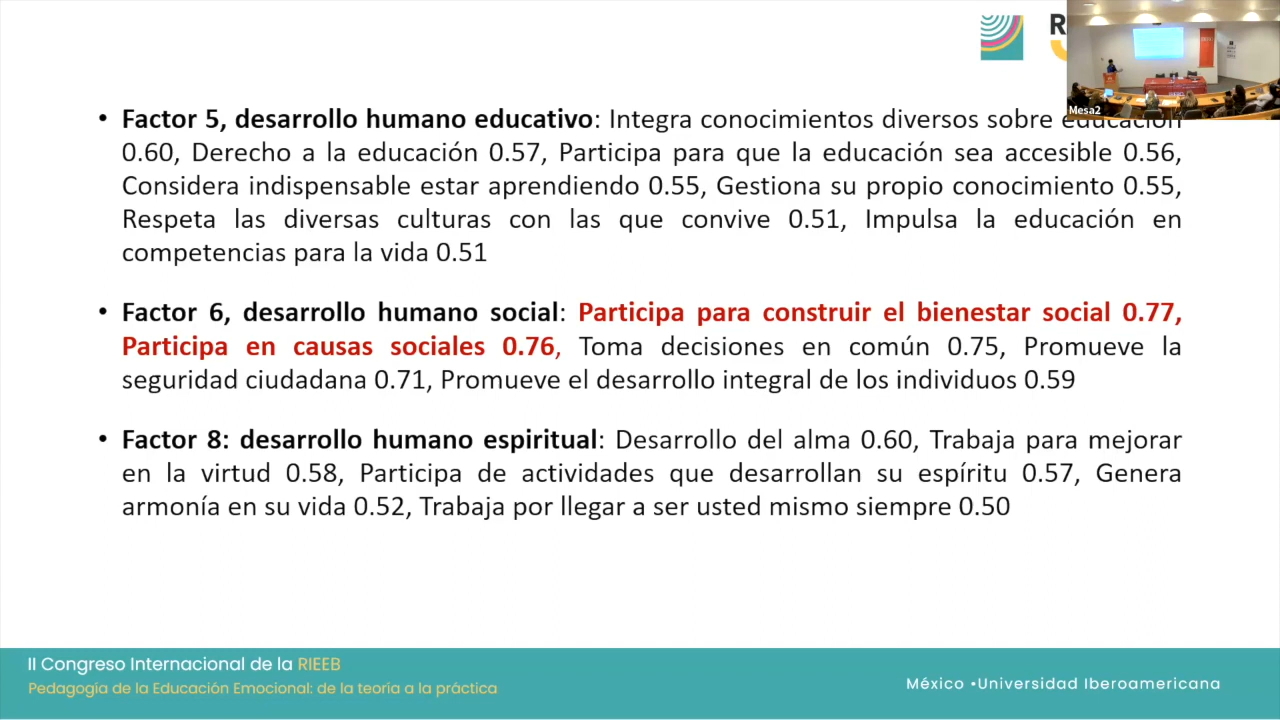 R
Mesa2
• Factor 5, desarrollo humano educativo: Integra conocimientos diversos sobre educación
0.60, Derecho a la educación 0.57, Participa para que la educación sea accesible 0.56,
Considera indispensable estar aprendiendo 0.55, Gestiona su propio conocimiento 0.55,
Respeta las diversas culturas con las que convive 0.51, Impulsa la educación en
competencias para la vida 0.51
• Factor 6, desarrollo humano social: Participa para construir el bienestar social 0.77,
Participa en causas sociales 0.76, Toma decisiones en común 0.75, Promueve la
seguridad ciudadana 0.71, Promueve el desarrollo integral de los individuos 0.59
• Factor 8: desarrollo humano espiritual: Desarrollo del alma 0.60, Trabaja para mejorar
en la virtud 0.58, Participa de actividades que desarrollan su espíritu 0.57, Genera
armonía en su vida 0.52, Trabaja por llegar a ser usted mismo siempre 0.50
II Congreso Internacional de la RIEEB
Pedagogía de la Educación Emocional: de la teoría a la práctica
México •Universidad Iberoamericana